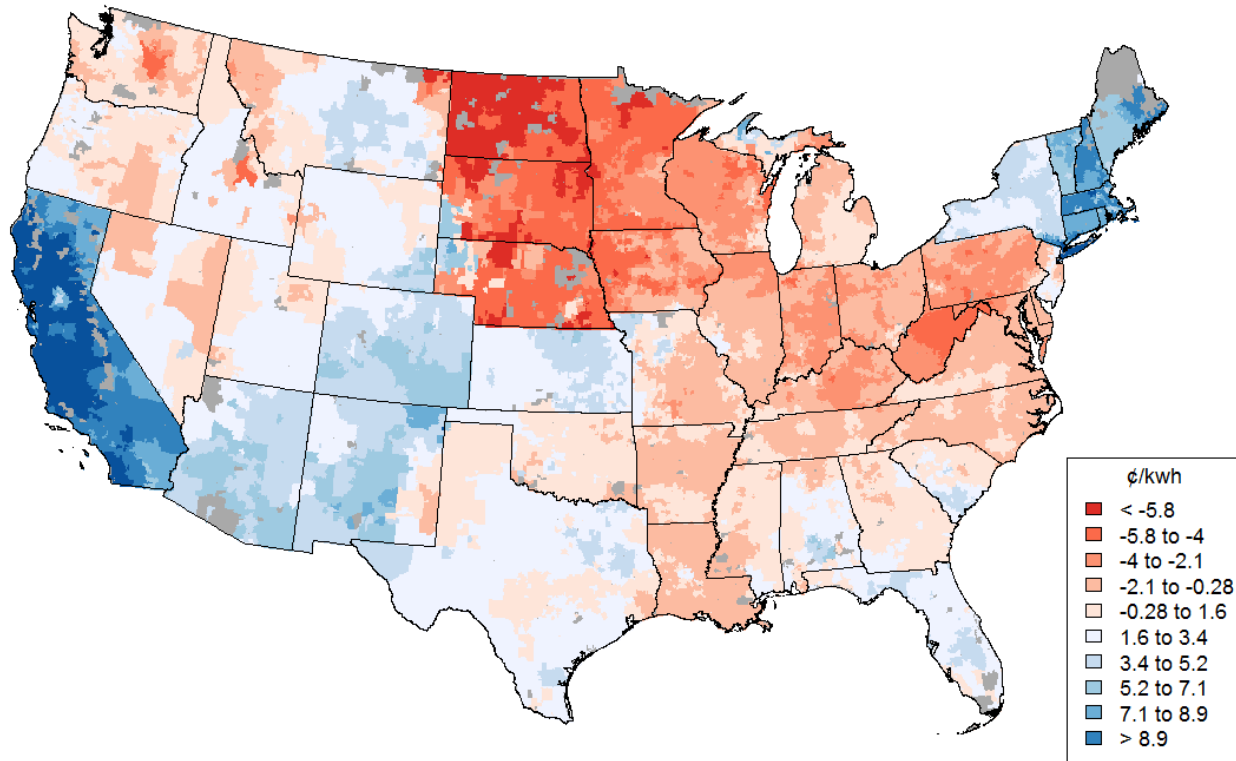 ¢/kwh
< -5.8
-5.8 to -4
-4 to -2.1
-2.1 to -0.28
-0.28 to 1.6
1.6 to 3.4
3.4 to 5.2
5.2 to 7.1
7.1 to 8.9
> 8.9